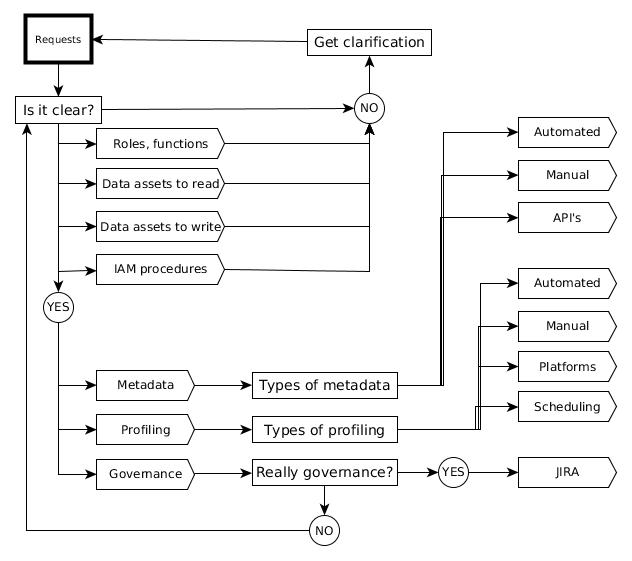 Requests
Get clarification
Is it clear?
NO
Roles, functions
Data assets to read
Data assets to write
IAM procedures
YES
Automated
Manual
API's
Automated
Manual
Platforms
Scheduling
Metadata
Types of metadata
Profiling
Types of profiling
Governance
Really governance?
YES
JIRA
NO